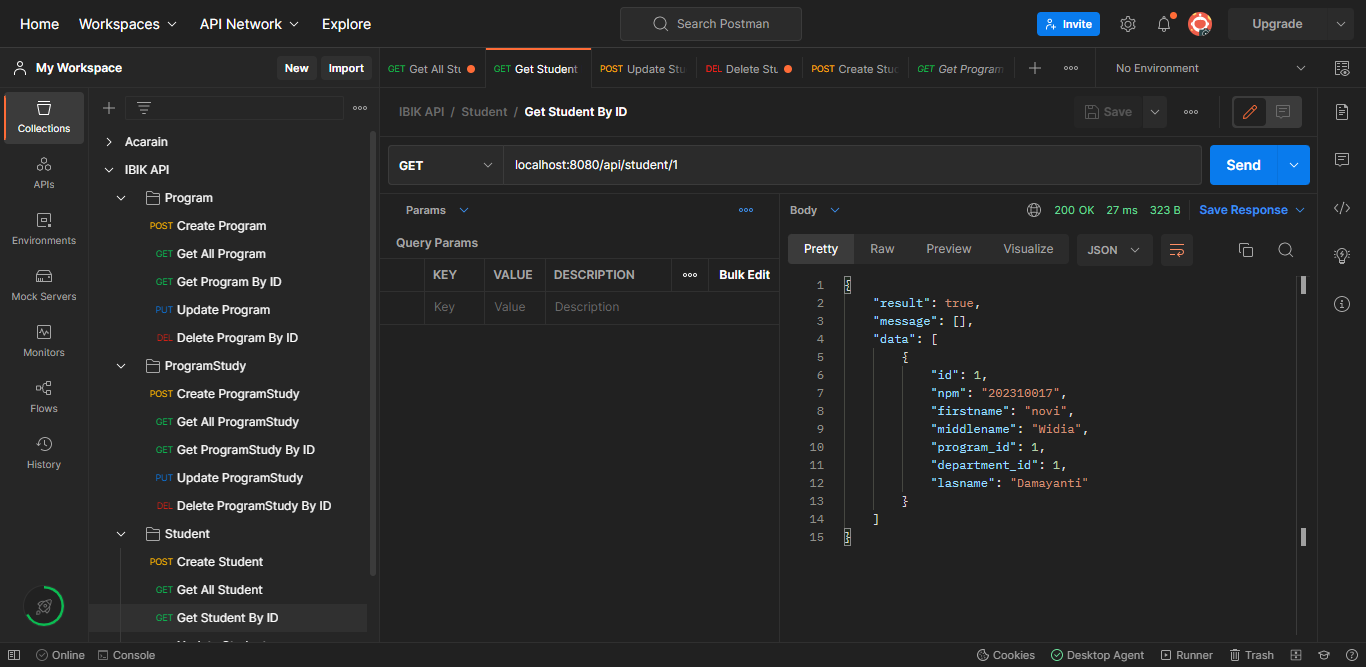 Home Workspaces API Network Explore Search Postman Invite Upgrade
My Workspace New Import
GET Get All Stu GET Get Student POST Update Stu DEL Delete Stu POST Create Stu GET Get Program No Environment
Collections
APIs
Environments
Mock Servers
Monitors
Flows
History
Acarain
IBIK API
Program
POST Create Program
GET Get All Program
GET Get Program By ID
PUT Update Program
DEL Delete Program By ID
ProgramStudy
POST Create ProgramStudy
GET Get All ProgramStudy
GET Get ProgramStudy By ID
PUT Update ProgramStudy
DEL Delete ProgramStudy By ID
Student
POST Create Student
GET Get All Student
GET Get Student By ID
IBIK API / Student / Get Student By ID Save
GET localhost:8080/api/student/1 Send
Params
Query Params
KEY VALUE DESCRIPTION Bulk Edit
Key Value Description
Body 200 OK 27 ms 323 B Save Response
Pretty Raw Preview Visualize JSON
1 {
2 "result": true,
3 "message": [],
4 "data": [
5 {
6 "id": 1,
7 "npm": "202310017",
8 "firstname": "novi",
9 "middlename": "Widia",
10 "program_id": 1,
11 "department_id": 1,
12 "lasname": "Damayanti"
13 }
14 ]
15 }
Online Console Cookies Desktop Agent Runner Trash